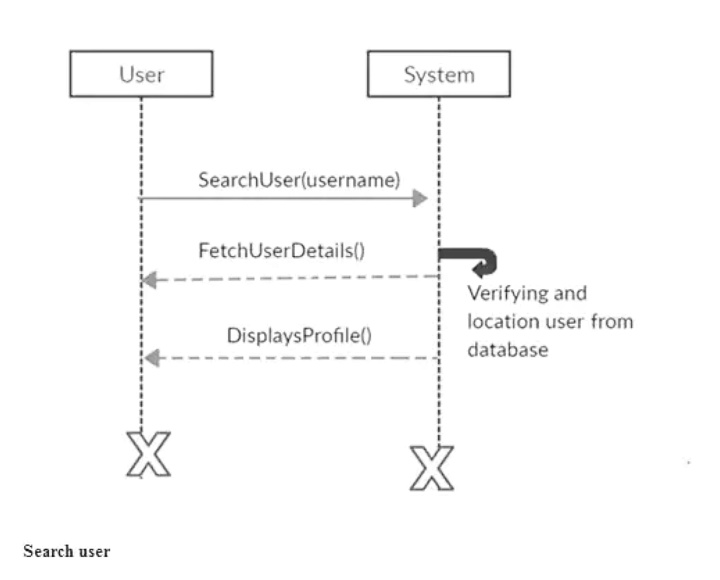 User
System
SearchUser(username)
FetchUserDetails()
Verifying and
location user from
database
DisplaysProfile()
X
X
Search user